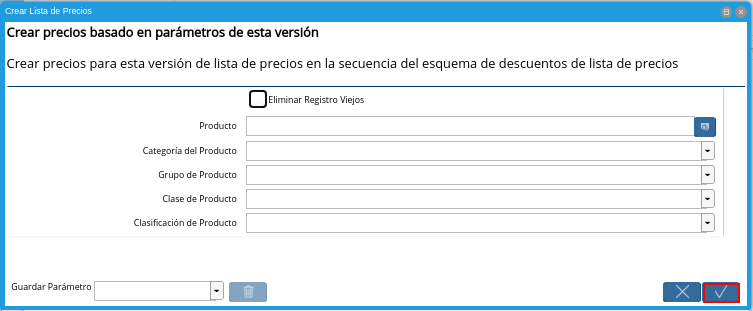 Crear Lista de Precios
Crear precios basado en parámetros de esta versión
Crear precios para esta versión de lista de precios en la secuencia del esquema de descuentos de lista de precios
Eliminar Registro Viejos
Producto
Categoría del Producto
Grupo de Producto
Clase de Producto
Clasificación de Producto
Guardar Parámetro